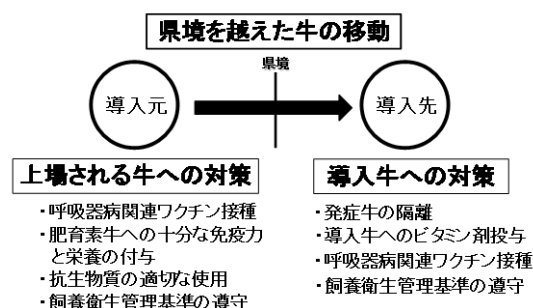 県境を越えた牛の移動
県境
導入元
導入先
上場される牛への対策
・呼吸器病関連ワクチン接種
・肥育素牛への十分な免疫力
と栄養の付与
・抗生物質の適切な使用
・飼養衛生管理基準の遵守
導入牛への対策
・発症牛の隔離
・導入牛へのビタミン剤投与
・呼吸器病関連ワクチン接種
・飼養衛生管理基準の遵守